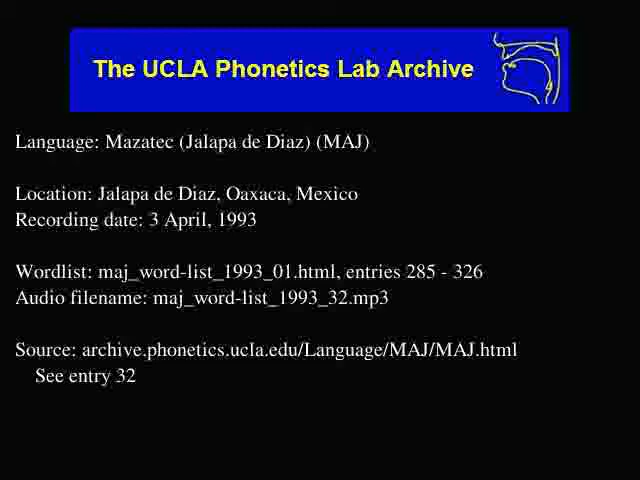 The UCLA Phonetics Lab Archive
Language: Mazatec (Jalapa de Diaz) (MAJ)
Location: Jalapa de Diaz, Oaxaca, Mexico
Recording date: 3 April, 1993
Wordlist: maj_word-list_1993_01.html, entries 285 - 326
Audio filename: maj_word-list_1993_32.mp3
Source: archive.phonetics.ucla.edu/Language/MAJ/MAJ.html
See entry 32